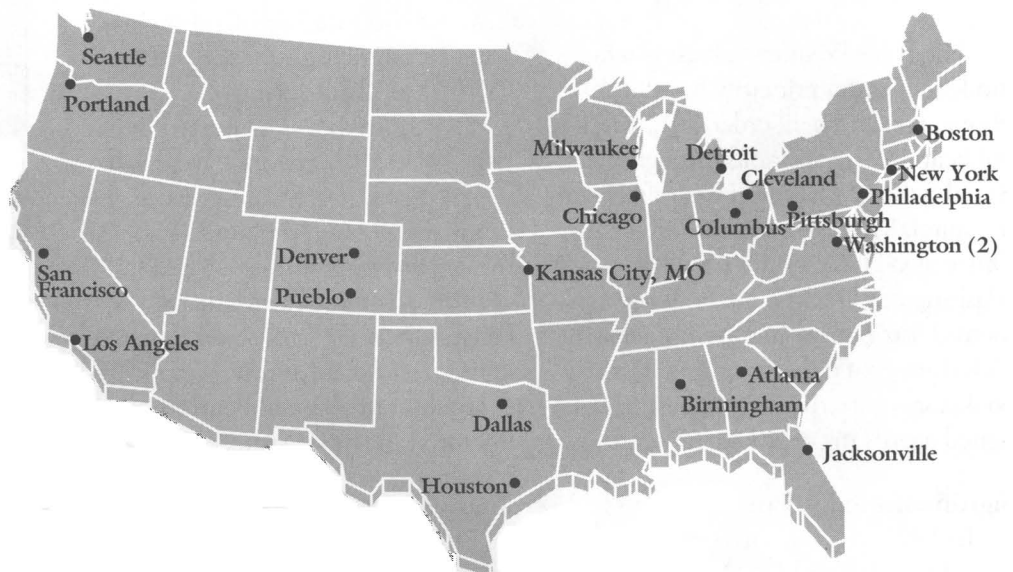 Seattle
Portland
Milwaukee
Detroit
Boston
Cleveland
New York
Chicago
Philadelphia
Columbus
Pittsburgh
Washington (2)
Denver
Kansas City, MO
San
Francisco
Pueblo
Los Angeles
Atlanta
Birmingham
Dallas
Jacksonville
Houston